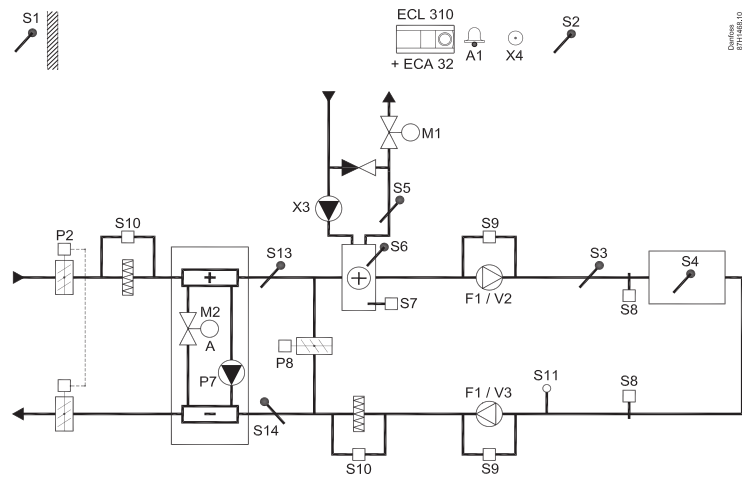 S1
ECL 310
+ ECA 32
A1
X4
S2
Danfoss
87H1468.10
M1
S5
X3
P2
S10
S13
S6
S9
S3
S4
+
+
S7
F1 / V2
S8
M2
A
P8
P7
S11
S8
F1 / V3
-
S14
S10
S9